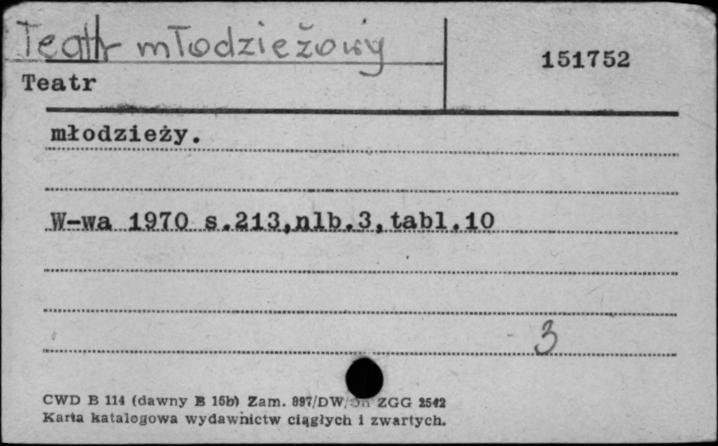 Teatr młodzieżowy
151752
Teatr
młodzieży.
W-wa 1970 s.213,nlb.3,tabl.10
3
CWD B 114 (dawny B 15b) Zam. 897/DW/ ZGG 2542
Karta katalogowa wydawnictw ciągłych i zwartych.